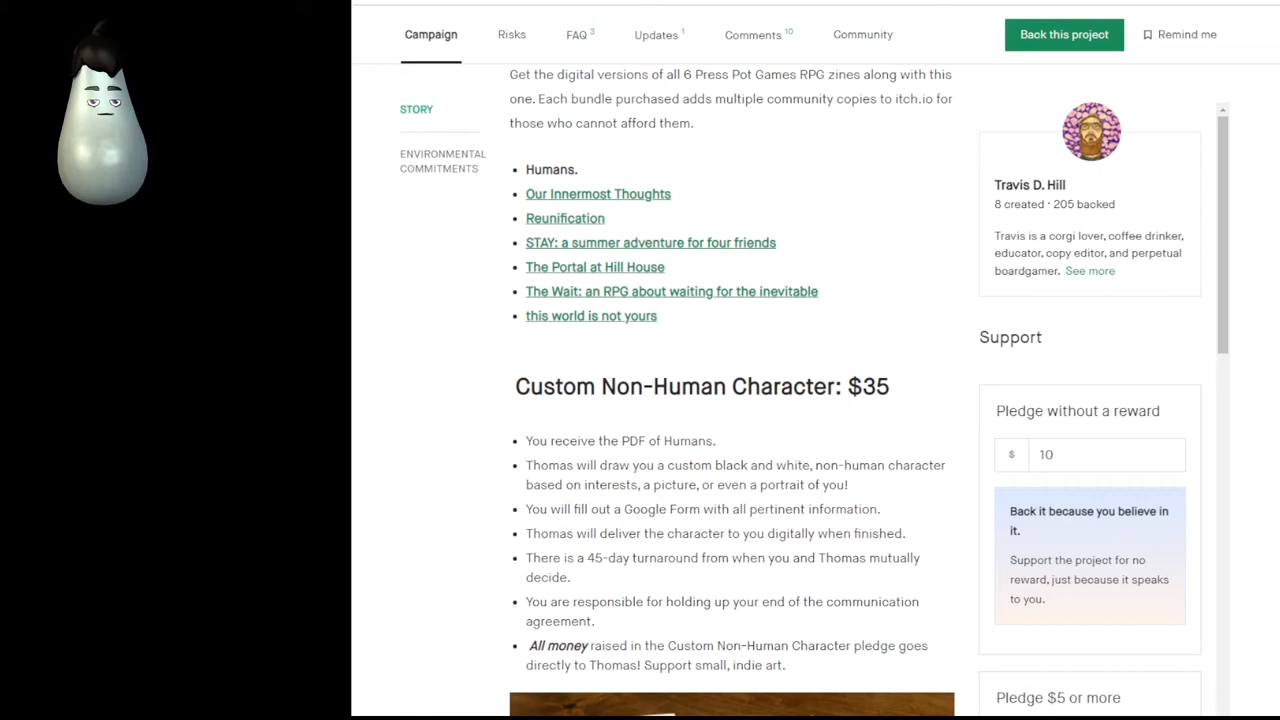 Campaign
Risks
FAQ 3
Updates 1
Comments 10
Community
Back this project
Remind me
STORY
ENVIRONMENTAL
COMMITMENTS
Get the digital versions of all 6 Press Pot Games RPG zines along with this
one. Each bundle purchased adds multiple community copies to itch.io for
those who cannot afford them.
• Humans.
• Our Innermost Thoughts
• Reunification
• STAY: a summer adventure for four friends
• The Portal at Hill House
• The Wait: an RPG about waiting for the inevitable
• this world is not yours
Custom Non-Human Character: $35
• You receive the PDF of Humans.
• Thomas will draw you a custom black and white, non-human character
based on interests, a picture, or even a portrait of you!
• You will fill out a Google Form with all pertinent information.
• Thomas will deliver the character to you digitally when finished.
• There is a 45-day turnaround from when you and Thomas mutually
decide.
• You are responsible for holding up your end of the communication
agreement.
• All money raised in the Custom Non-Human Character pledge goes
directly to Thomas! Support small, indie art.
Travis D. Hill
8 created · 205 backed
Travis is a corgi lover, coffee drinker,
educator, copy editor, and perpetual
boardgamer. See more
Support
Pledge without a reward
$ 10
Back it because you believe in
it.
Support the project for no
reward, just because it speaks
to you.
Pledge $5 or more